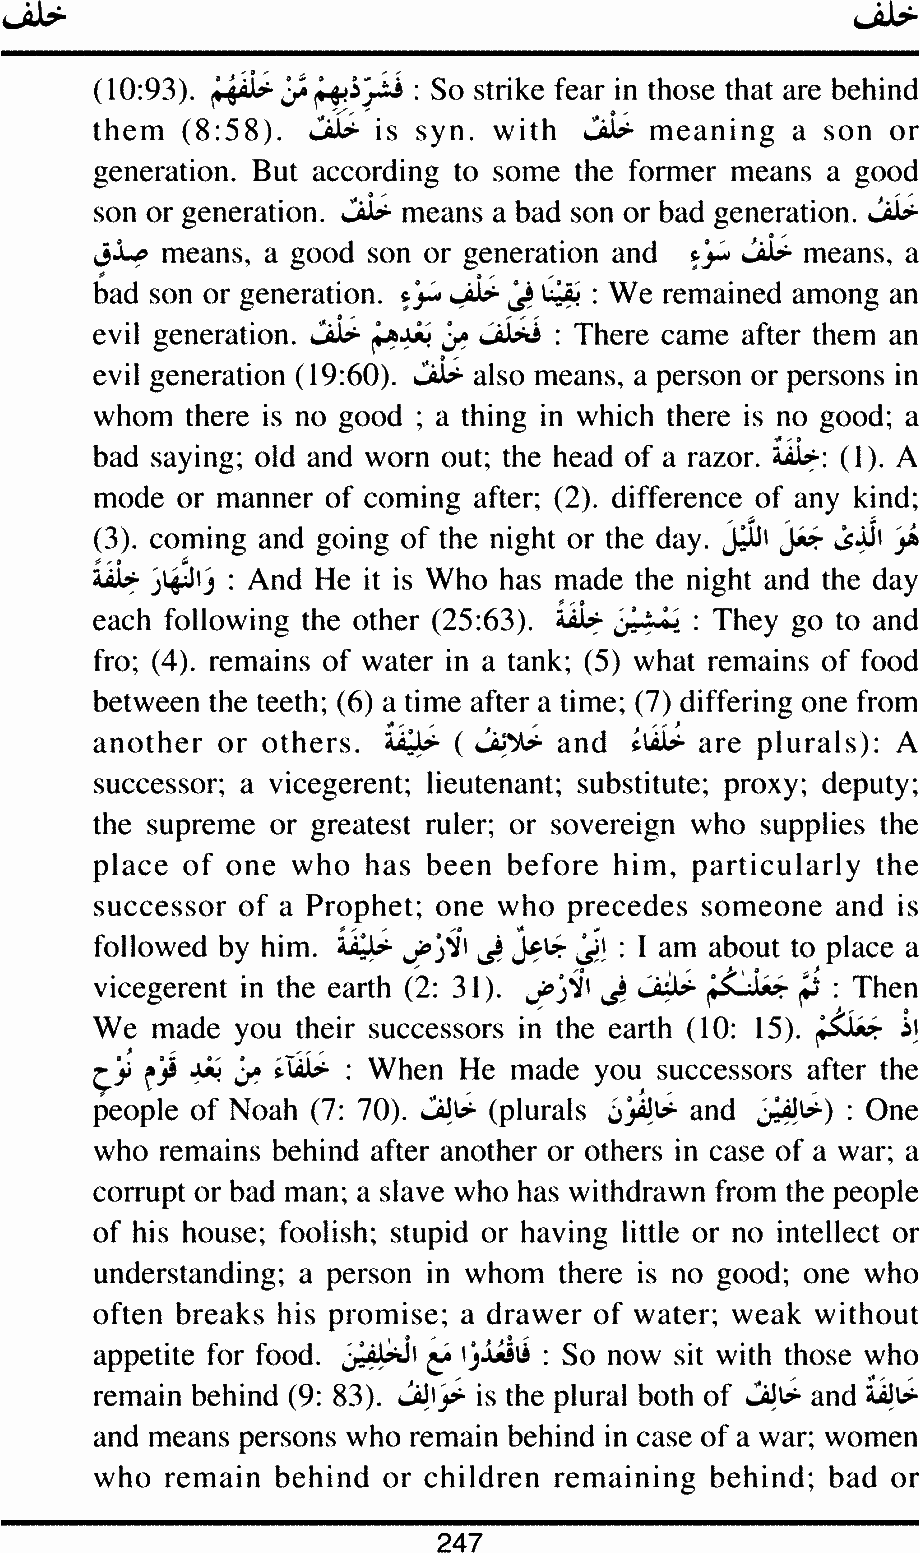 خلف خلف
(10:93). فَشَرِّدْبِهِمْ مَّنْ خَلْفَهُمْ : So strike fear in those that are behind
them (8:58). خَلَفٌ is syn. with خَلْفٌ meaning a son or
generation. But according to some the former means a good
son or generation. خَلْفٌ means a bad son or bad generation. خَلَفُ
صِدْقٍ means, a good son or generation and خَلْفُ سَوْءٍ means, a
bad son or generation. بَقِيْنَا فِىْ خَلْفِ سَوْءٍ : We remained among an
evil generation. فَخَلَفَ مِنْ بَعْدِهِمْ خَلْفٌ : There came after them an
evil generation (19:60). خَلْفٌ also means, a person or persons in
whom there is no good ; a thing in which there is no good; a
bad saying; old and worn out; the head of a razor. خِلْفَةٌ: (1). A
mode or manner of coming after; (2). difference of any kind;
(3). coming and going of the night or the day. هُوَ الَّذِىْ جَعَلَ اللَّيْلَ
وَالنَّهَارَ خِلْفَةً : And He it is Who has made the night and the day
each following the other (25:63). يَمْشِيْنَ خِلْفَةً : They go to and
fro; (4). remains of water in a tank; (5) what remains of food
between the teeth; (6) a time after a time; (7) differing one from
another or others. خَلِيْفَةٌ ( خَلائِفُ and خُلَفَاءُ are plurals): A
successor; a vicegerent; lieutenant; substitute; proxy; deputy;
the supreme or greatest ruler; or sovereign who supplies the
place of one who has been before him, particularly the
successor of a Prophet; one who precedes someone and is
followed by him. اِنِّىْ جَاعِلٌ فِى الْاَرْضِ خَلِيْفَةً : I am about to place a
vicegerent in the earth (2: 31). ثُمَّ جَعَلْنٰكُمْ خَلٰئِفَ فِى الْاَرْضِ : Then
We made you their successors in the earth (10: 15). اِذْ جَعَلَكُمْ
خُلَفَآءَ مِنْ بَعْدِ قَوْمِ نُوْحٍ : When He made you successors after the
people of Noah (7: 70). خَالِفٌ (plurals خَالِفُوْنَ and خَالِفِيْنَ) : One
who remains behind after another or others in case of a war; a
corrupt or bad man; a slave who has withdrawn from the people
of his house; foolish; stupid or having little or no intellect or
understanding; a person in whom there is no good; one who
often breaks his promise; a drawer of water; weak without
appetite for food. فَاقْعُدُوْا مَعَ الْخٰلِفِيْنَ : So now sit with those who
remain behind (9: 83). خَوَالِفُ is the plural both of خَالِفٌ and خَالِفَةٌ
and means persons who remain behind in case of a war; women
who remain behind or children remaining behind; bad or
247